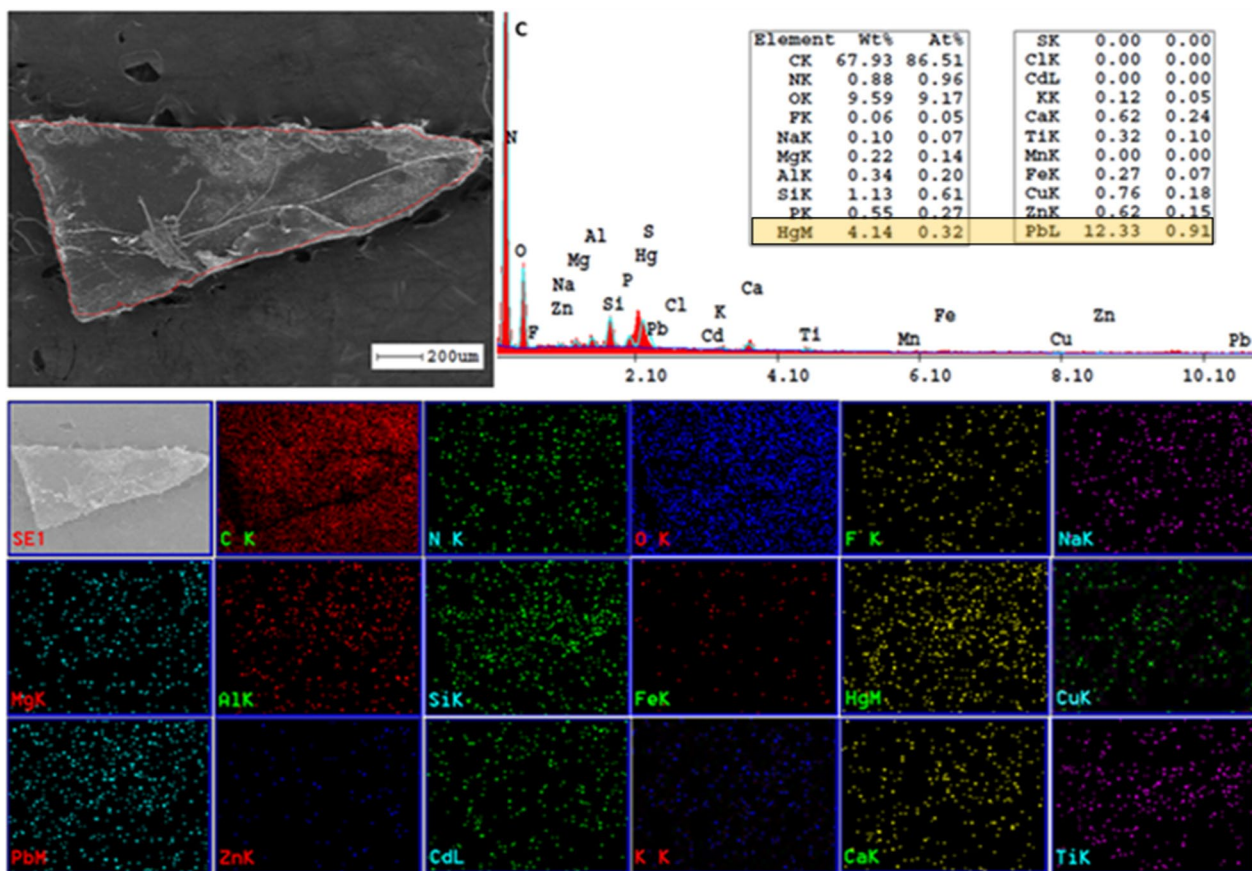 C
N
O
F
Na
Zn
Mg
Al
Si
P
S
Hg
Pb
Cl
Cd
K
Ca
Ti
Mn
Fe
Cu
Zn
Pb
2.10 4.10 6.10 8.10 10.10
Element Wt% At%
CK 67.93 86.51
NK 0.88 0.96
OK 9.59 9.17
FK 0.06 0.05
NaK 0.10 0.07
MgK 0.22 0.14
AlK 0.34 0.20
SiK 1.13 0.61
PK 0.55 0.27
HgM 4.14 0.32
SK 0.00 0.00
ClK 0.00 0.00
CdL 0.00 0.00
KK 0.12 0.05
CaK 0.62 0.24
TiK 0.32 0.10
MnK 0.00 0.00
FeK 0.27 0.07
CuK 0.76 0.18
ZnK 0.62 0.15
PbL 12.33 0.91
200um
SE1 C K N K O K F K NaK
MgK AlK SiK FeK HgM CuK
PbM ZnK CdL K K CaK TiK